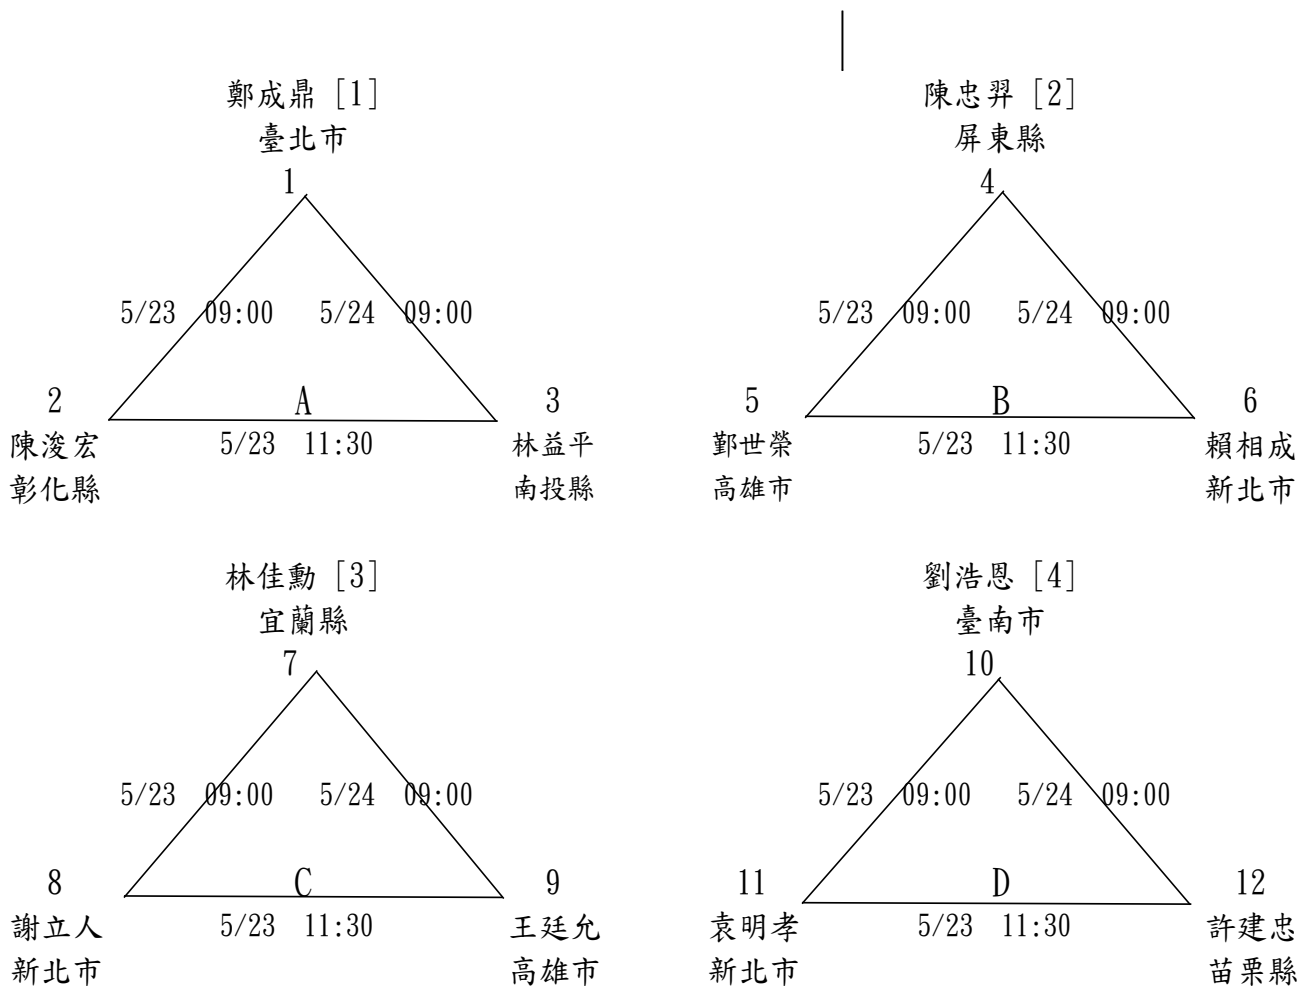 鄭成鼎 [1]
臺北市
1
5/23 09:00 5/24 09:00
2 A 3
陳浚宏 5/23 11:30 林益平
彰化縣 南投縣
陳忠羿 [2]
屏東縣
4
5/23 09:00 5/24 09:00
5 B 6
鄞世榮 5/23 11:30 賴相成
高雄市 新北市
林佳勳 [3]
宜蘭縣
7
5/23 09:00 5/24 09:00
8 C 9
謝立人 5/23 11:30 王廷允
新北市 高雄市
劉浩恩 [4]
臺南市
10
5/23 09:00 5/24 09:00
11 D 12
袁明孝 5/23 11:30 許建忠
新北市 苗栗縣